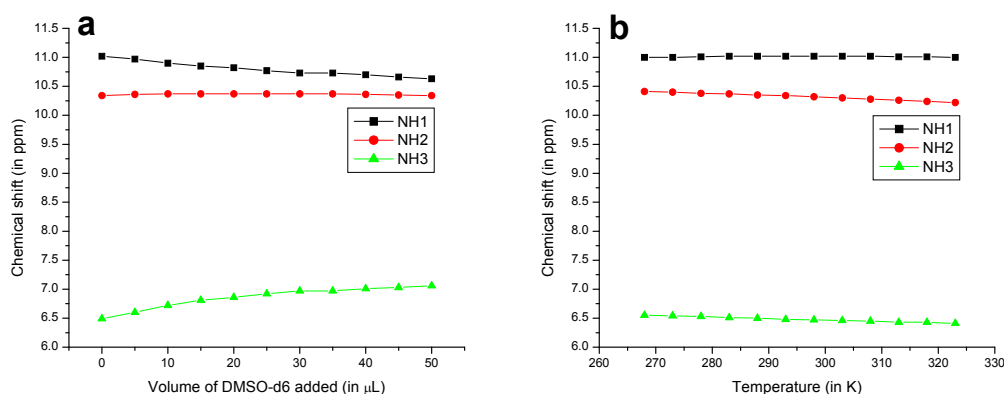 a
11.5
11.0
10.5
10.0
9.5
9.0
8.5
8.0
7.5
7.0
6.5
6.0
Chemical shift (in ppm)
NH1
NH2
NH3
0 10 20 30 40 50
Volume of DMSO-d6 added (in μL)
b
11.5
11.0
10.5
10.0
9.5
9.0
8.5
8.0
7.5
7.0
6.5
6.0
Chemical shift (in ppm)
NH1
NH2
NH3
260 270 280 290 300 310 320 330
Temperature (in K)